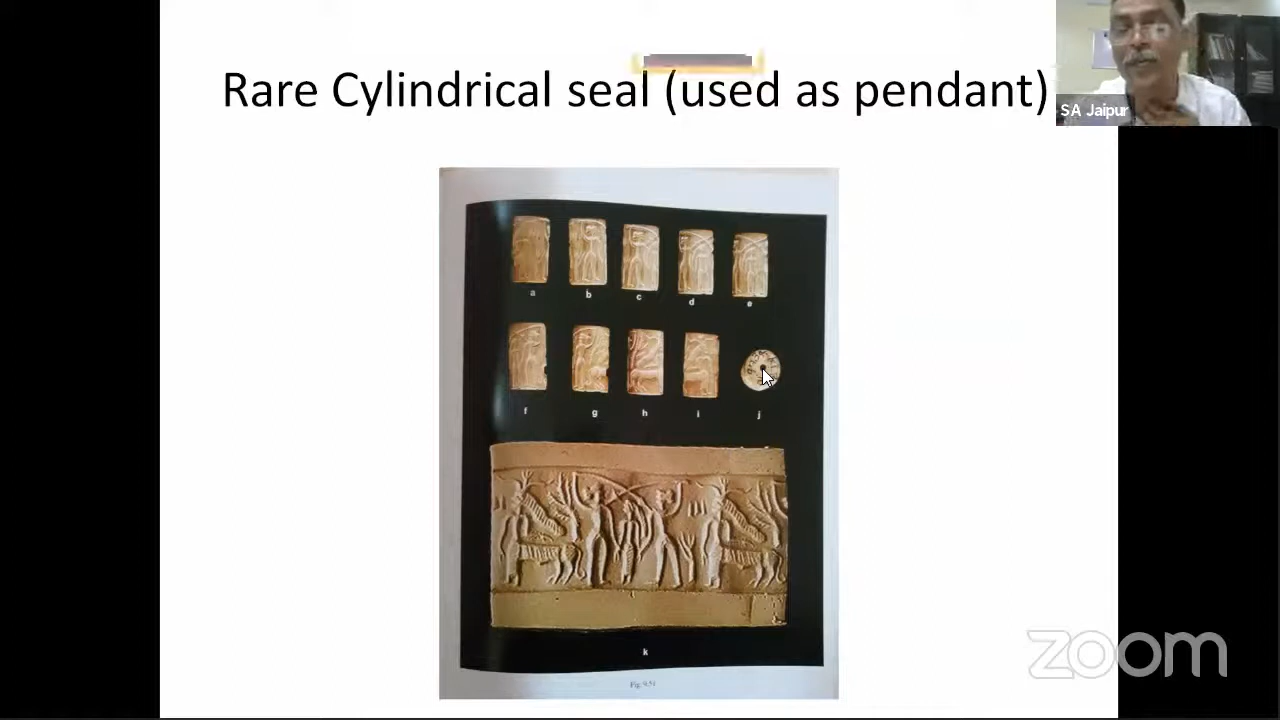 Rare Cylindrical seal (used as pendant)
SA Jaipur
a b c d e
f g h i j
k
zoom